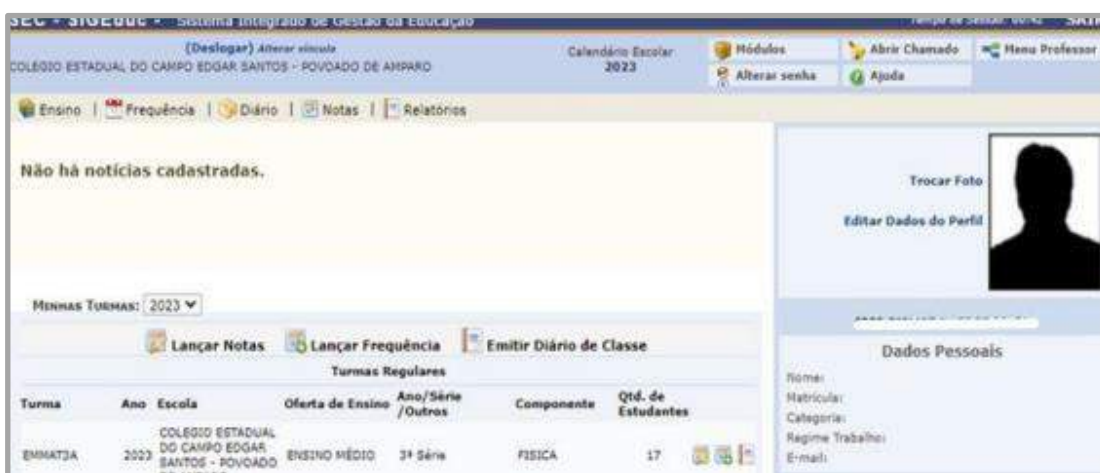 SEC - SIGEduc - Sistema Integrado de Gestão da Educação
Tempo de Sessão: SAIR
(Deslogar) Alterar vínculo
COLEGIO ESTADUAL DO CAMPO EDGAR SANTOS - POVOADO DE AMPARO
Calendário Escolar
2023
Módulos
Abrir Chamado
Menu Professor
Alterar senha
Ajuda
Ensino | Frequência | Diário | Notas | Relatórios
Não há notícias cadastradas.
Trocar Foto
Editar Dados do Perfil
MINHAS TURMAS: 2023
Lançar Notas Lançar Frequência Emitir Diário de Classe
Turmas Regulares
Turma Ano Escola Oferta de Ensino Ano/Série /Outros Componente Qtd. de Estudantes
EMMAT3A 2023 COLEGIO ESTADUAL DO CAMPO EDGAR SANTOS - POVOADO ENSINO MÉDIO 3ª Série FISICA 17
Dados Pessoais
Nome:
Matrícula:
Categoria:
Regime Trabalho:
E-mail: